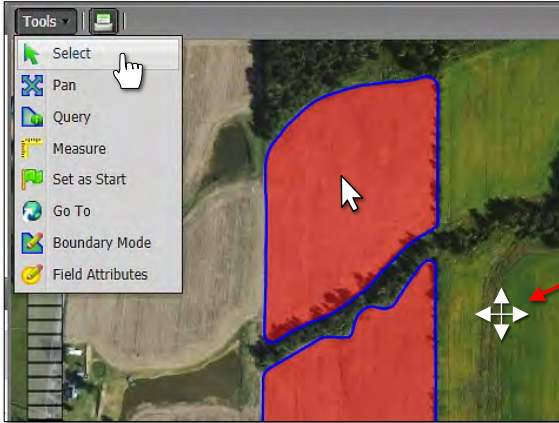 Tools
Select
Pan
Query
Measure
Set as Start
Go To
Boundary Mode
Field Attributes